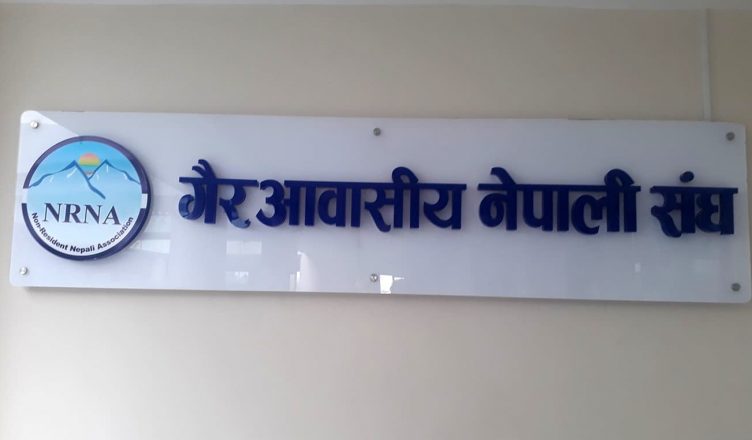 NRNA
Non-Resident Nepali Association
गैरआवासीय नेपाली संघ